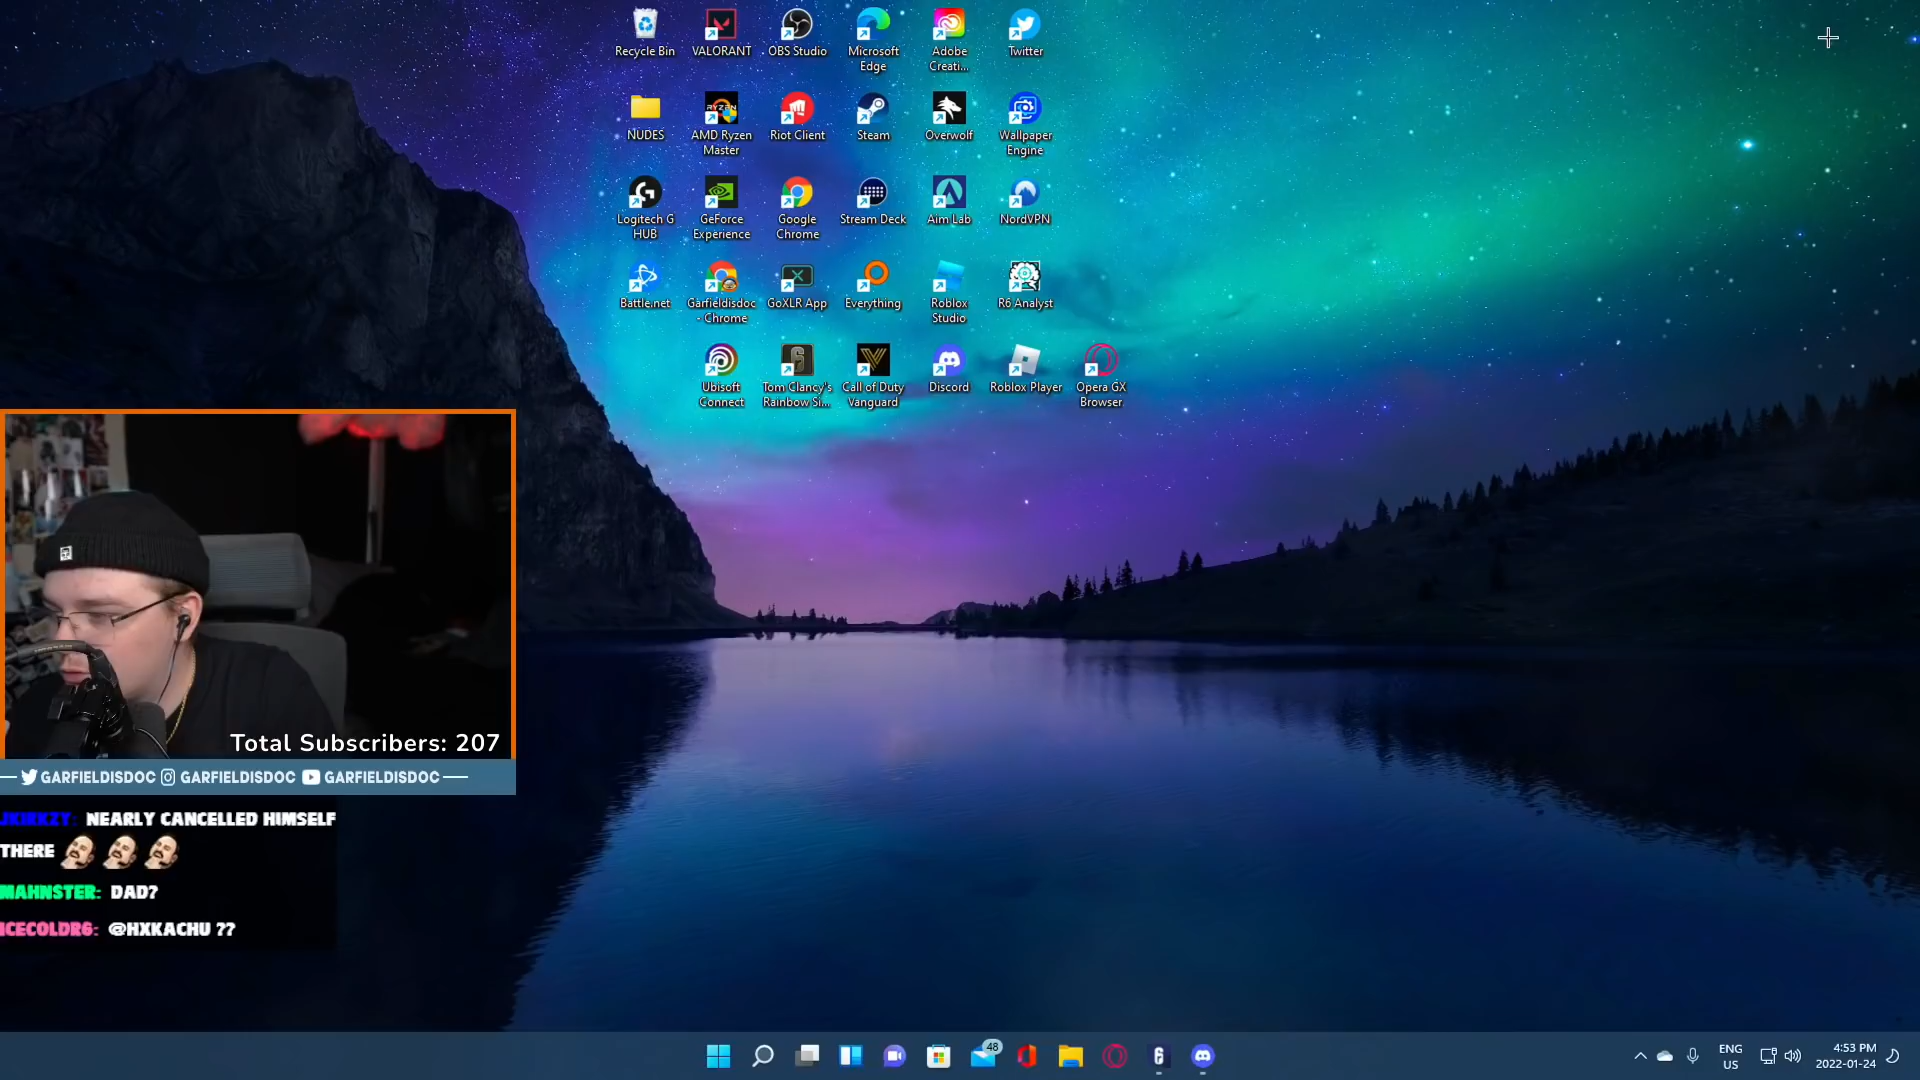 Recycle Bin
VALORANT
OBS Studio
Microsoft
Edge
Adobe
Creati...
Twitter
NUDES
AMD Ryzen
Master
Riot Client
Steam
Overwolf
Wallpaper
Engine
Logitech G
HUB
GeForce
Experience
Google
Chrome
Stream Deck
Aim Lab
NordVPN
Battle.net
Garfieldisdoc
- Chrome
GoXLR App
Everything
Roblox
Studio
R6 Analyst
Ubisoft
Connect
Tom Clancy's
Rainbow Si...
Call of Duty
Vanguard
Discord
Roblox Player
Opera GX
Browser
RYZEN
Total Subscribers: 207
GARFIELDISDOC GARFIELDISDOC GARFIELDISDOC
JKIRKZY: NEARLY CANCELLED HIMSELF
THERE
MAHNSTER: DAD?
ICECOLDR6: @HXKACHU ??
48
ENG
US
4:53 PM
2022-01-24